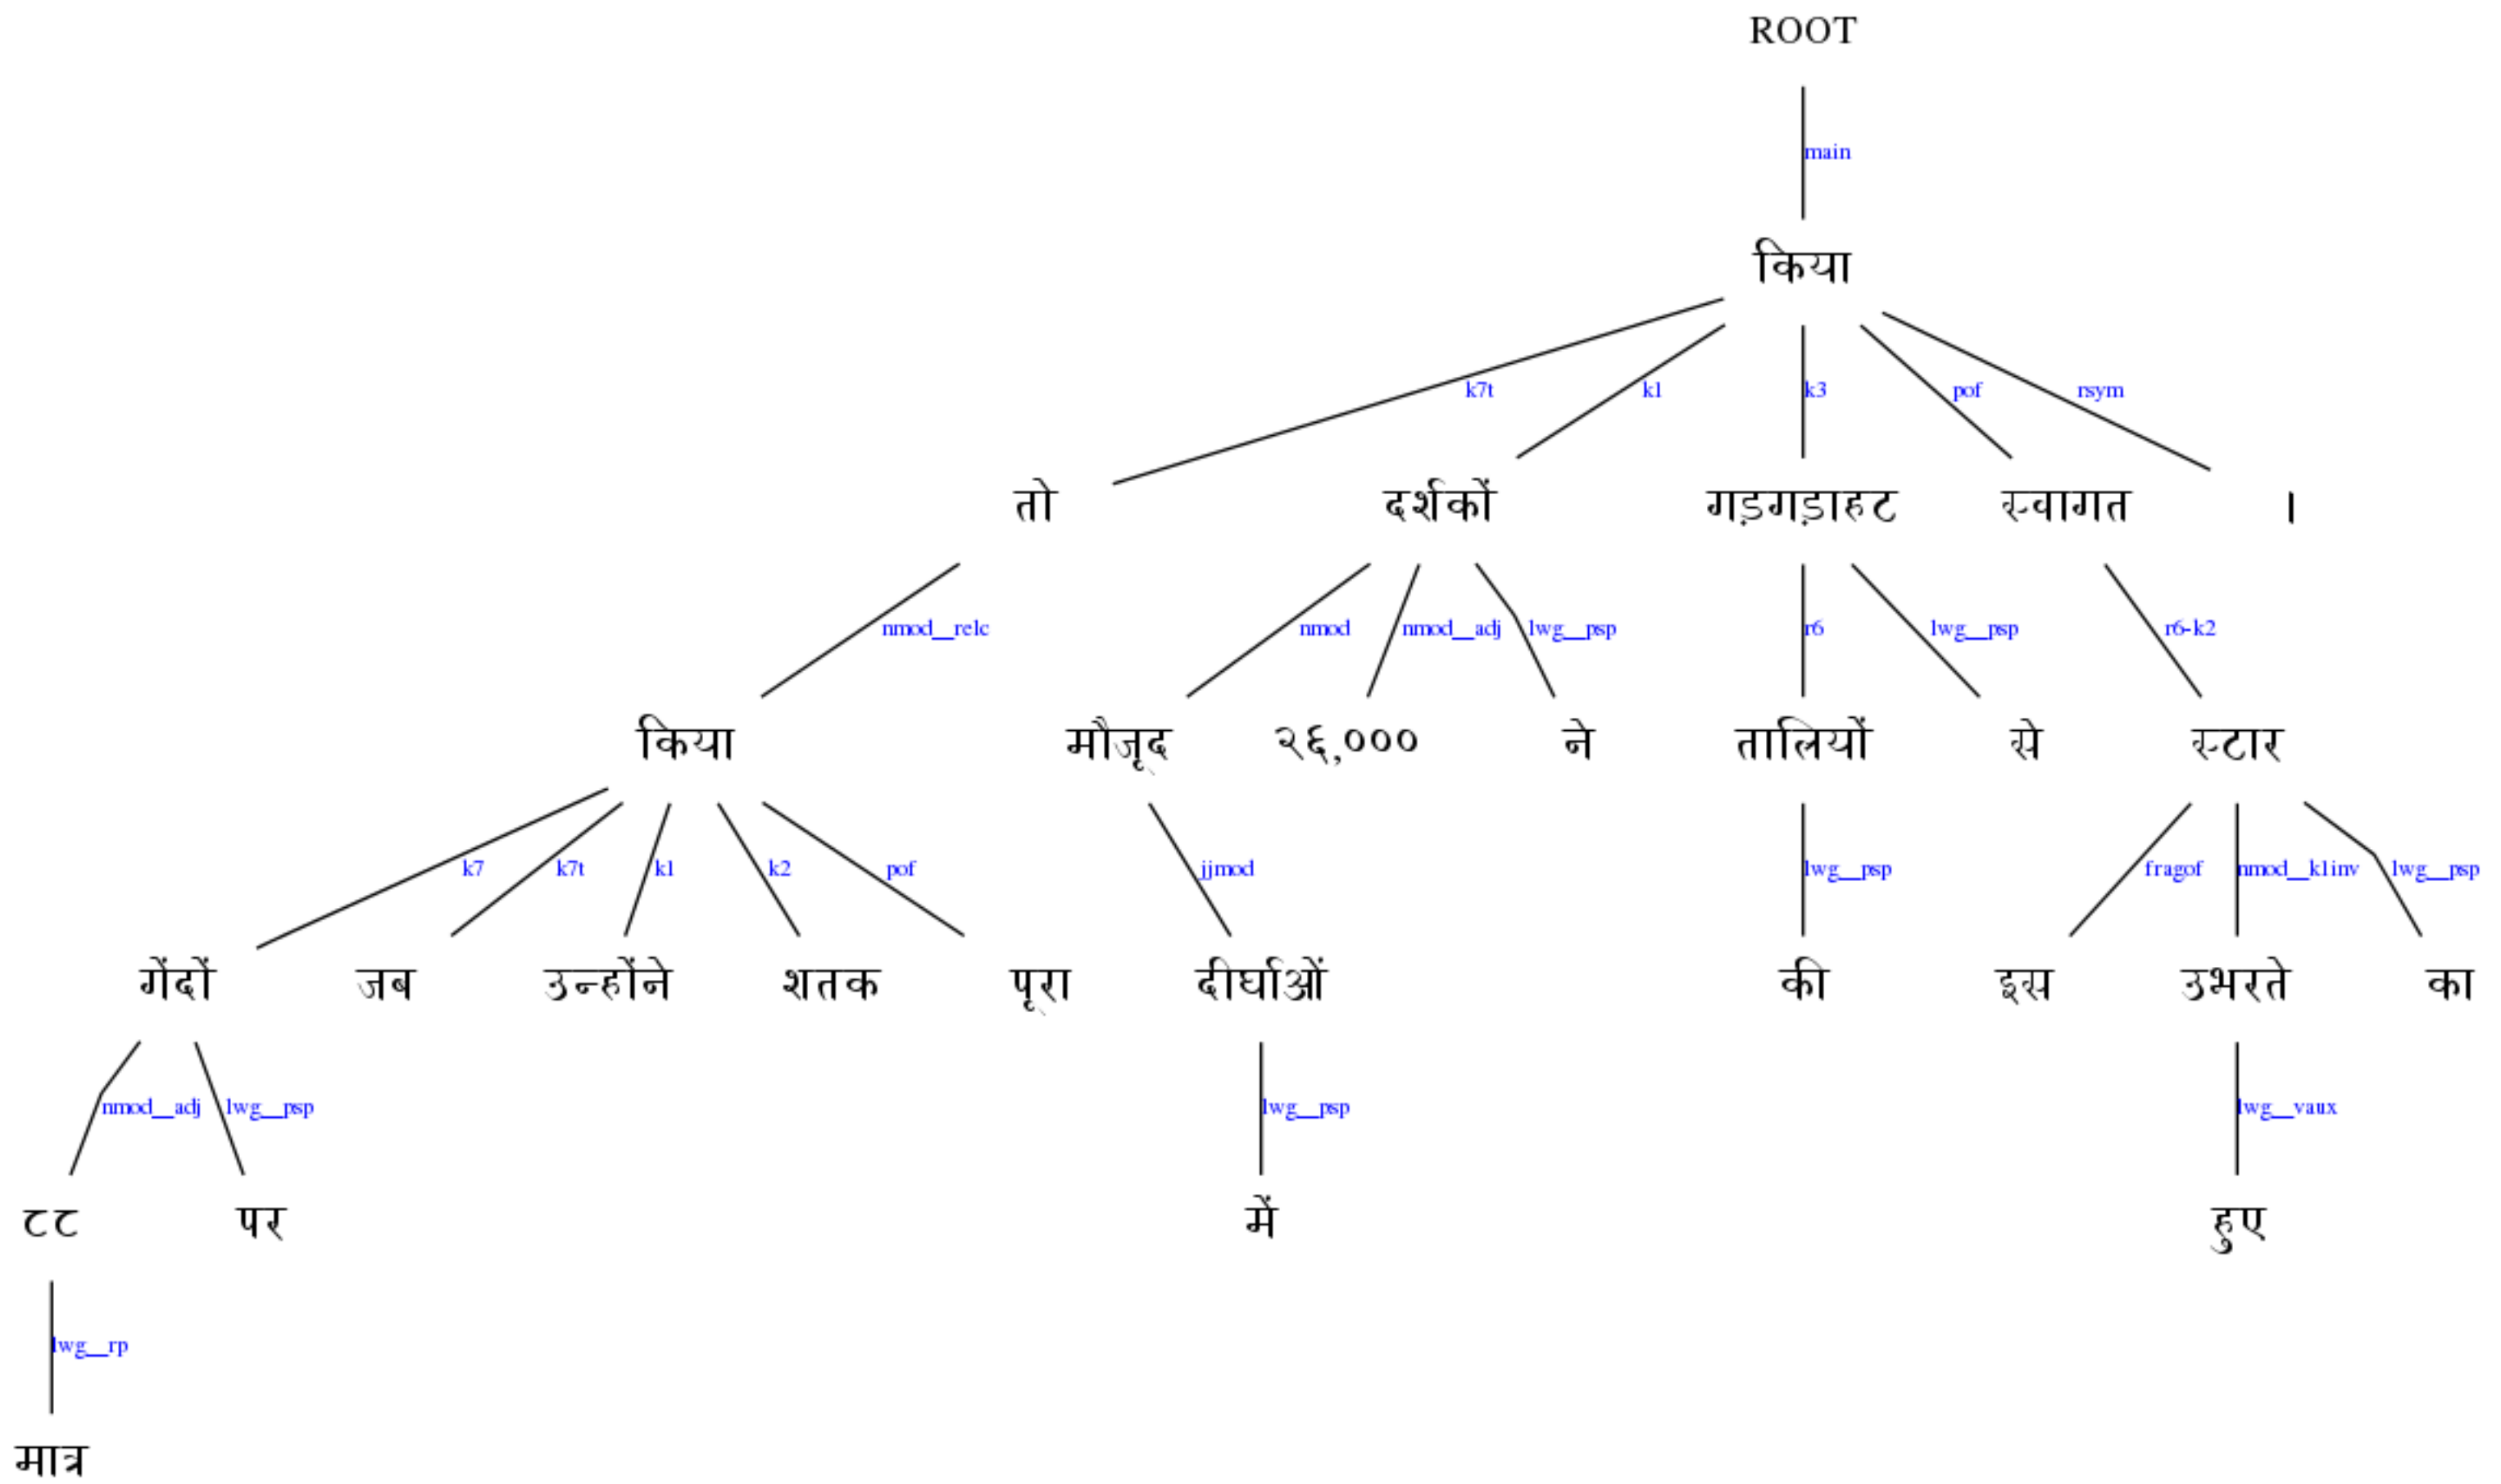 ROOT
main
किया
k7t k1 k3 pof rsym
तो दर्शकों गड़गड़ाहट स्वागत ।
nmod__relc nmod nmod__adj lwg__psp r6 lwg__psp r6-k2
किया मौजूद २६,००० ने तालियों से स्टार
k7 k7t k1 k2 pof jjmod lwg__psp fragof nmod__k1inv lwg__psp
गेंदों जब उन्होंने शतक पूरा दीर्घाओं की इस उभरते का
nmod__adj lwg__psp lwg__psp lwg__vaux
टट पर में हुए
lwg__rp
मात्र